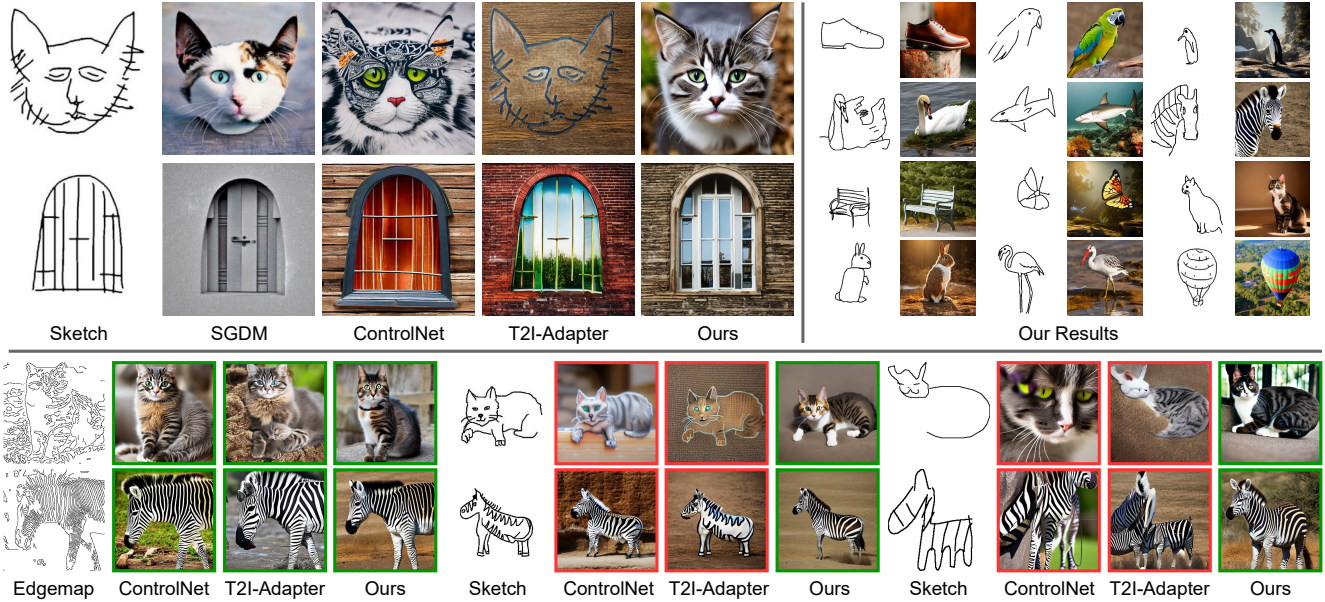 Sketch SGDM ControlNet T2I-Adapter Ours
Our Results
Edgemap ControlNet T2I-Adapter Ours Sketch ControlNet T2I-Adapter Ours Sketch ControlNet T2I-Adapter Ours